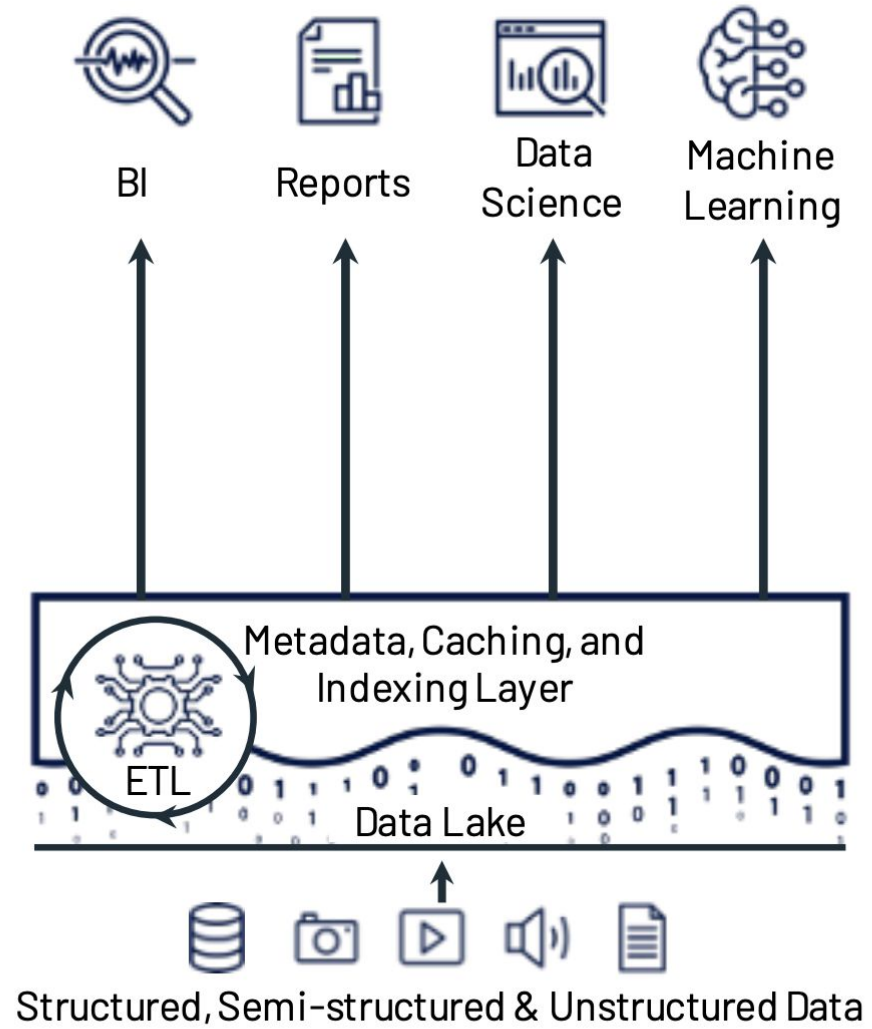 BI
Reports
Data
Science
Machine
Learning
Metadata, Caching, and
Indexing Layer
ETL
Data Lake
Structured, Semi-structured & Unstructured Data